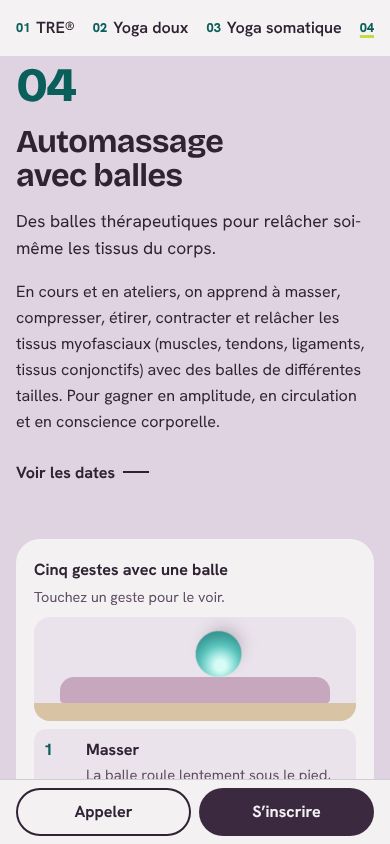 01 TRE® 02 Yoga doux 03 Yoga somatique 04
04
Automassage
avec balles
Des balles thérapeutiques pour relâcher soi-
même les tissus du corps.
En cours et en ateliers, on apprend à masser,
compresser, étirer, contracter et relâcher les
tissus myofasciaux (muscles, tendons, ligaments,
tissus conjonctifs) avec des balles de différentes
tailles. Pour gagner en amplitude, en circulation
et en conscience corporelle.
Voir les dates
Cinq gestes avec une balle
Touchez un geste pour le voir.
1 Masser
La balle roule lentement sous le pied,
Appeler S'inscrire